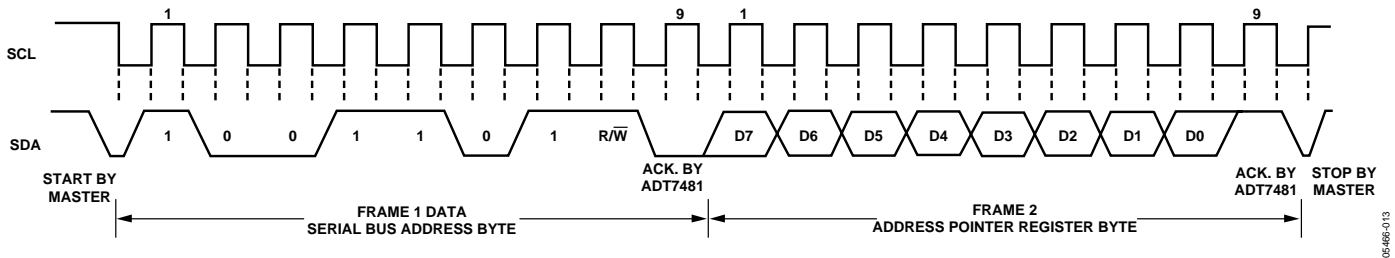 1 9 1 9
SCL
SDA
1 0 0 1 1 0 1 R/W̅ D7 D6 D5 D4 D3 D2 D1 D0
START BY
MASTER
ACK. BY
ADT7481
ACK. BY
ADT7481
STOP BY
MASTER
FRAME 1 DATA
SERIAL BUS ADDRESS BYTE
FRAME 2
ADDRESS POINTER REGISTER BYTE
05466-013